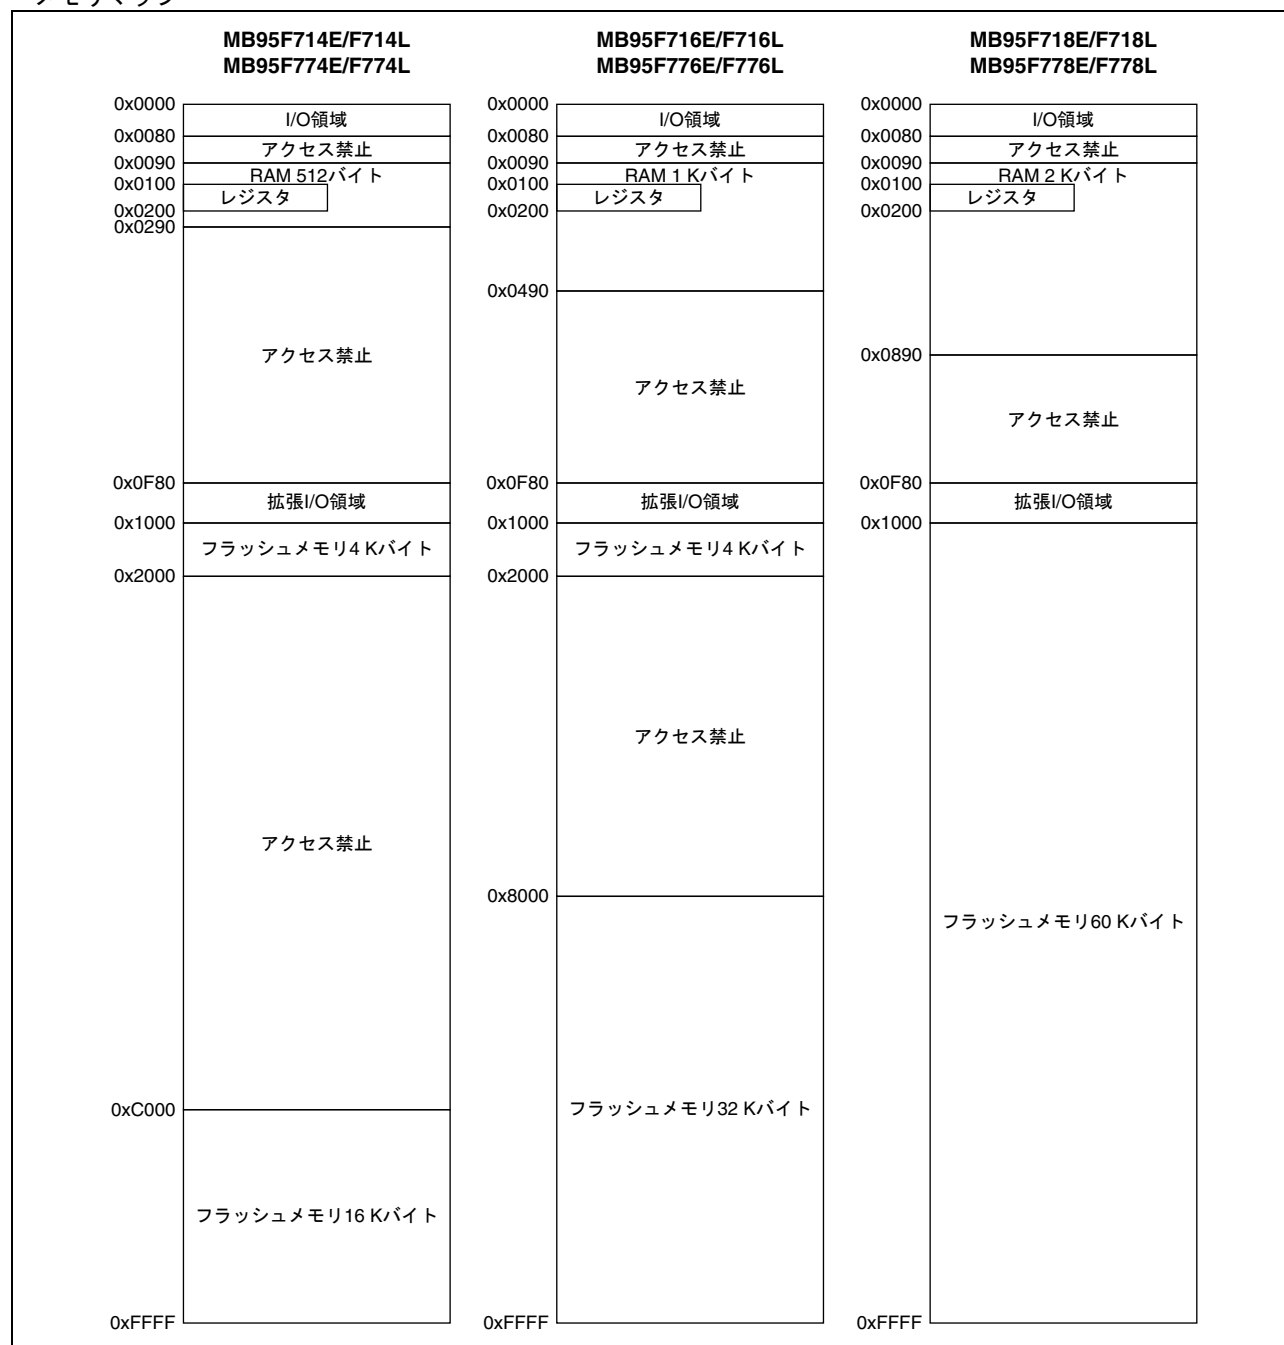 MB95F714E/F714L
MB95F774E/F774L
0x0000
I/O領域
0x0080
アクセス禁止
0x0090
RAM 512バイト
0x0100
レジスタ
0x0200
0x0290
アクセス禁止
0x0F80
拡張I/O領域
0x1000
フラッシュメモリ4 Kバイト
0x2000
アクセス禁止
0xC000
フラッシュメモリ16 Kバイト
0xFFFF
MB95F716E/F716L
MB95F776E/F776L
0x0000
I/O領域
0x0080
アクセス禁止
0x0090
RAM 1 Kバイト
0x0100
レジスタ
0x0200
0x0490
アクセス禁止
0x0F80
拡張I/O領域
0x1000
フラッシュメモリ4 Kバイト
0x2000
アクセス禁止
0x8000
フラッシュメモリ32 Kバイト
0xFFFF
MB95F718E/F718L
MB95F778E/F778L
0x0000
I/O領域
0x0080
アクセス禁止
0x0090
RAM 2 Kバイト
0x0100
レジスタ
0x0200
0x0890
アクセス禁止
0x0F80
拡張I/O領域
0x1000
フラッシュメモリ60 Kバイト
0xFFFF